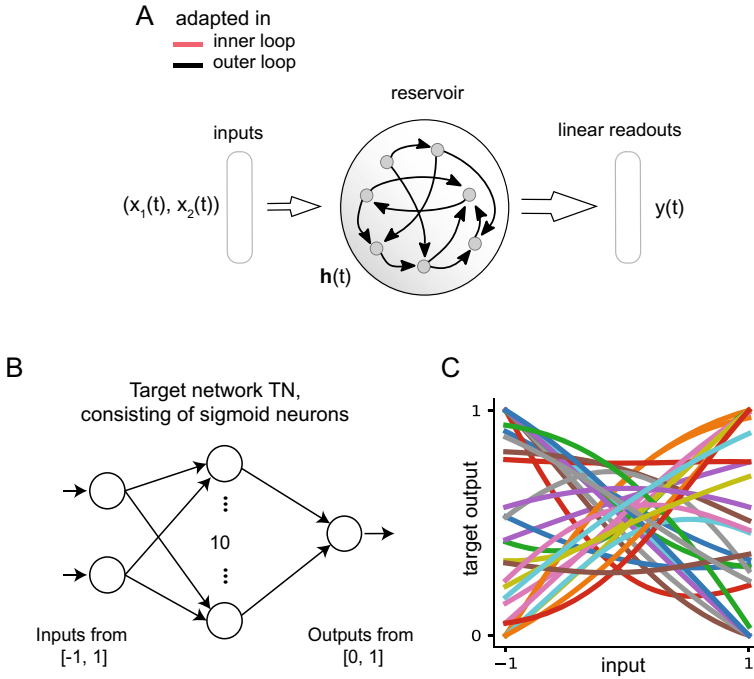 A
adapted in
inner loop
outer loop
reservoir
inputs
linear readouts
(x₁(t), x₂(t))
y(t)
h(t)
B
Target network TN,
consisting of sigmoid neurons
10
Inputs from
[-1, 1]
Outputs from
[0, 1]
C
1
target output
0
−1
input
1